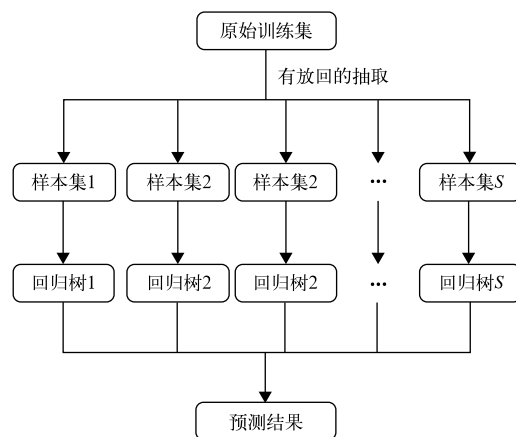 原始训练集
有放回的抽取
样本集1 样本集2 样本集2 ... 样本集S
回归树1 回归树2 回归树2 ... 回归树S
预测结果